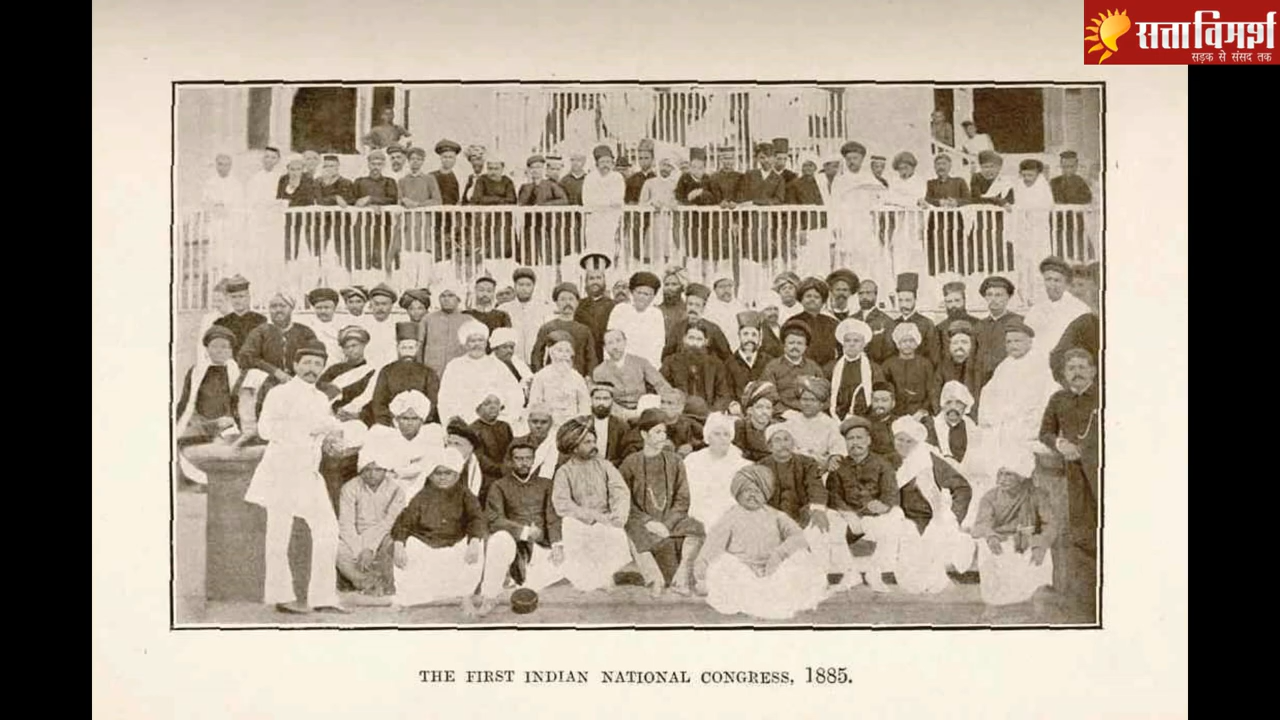 सत्ता विमर्श
सड़क से संसद तक
THE FIRST INDIAN NATIONAL CONGRESS, 1885.